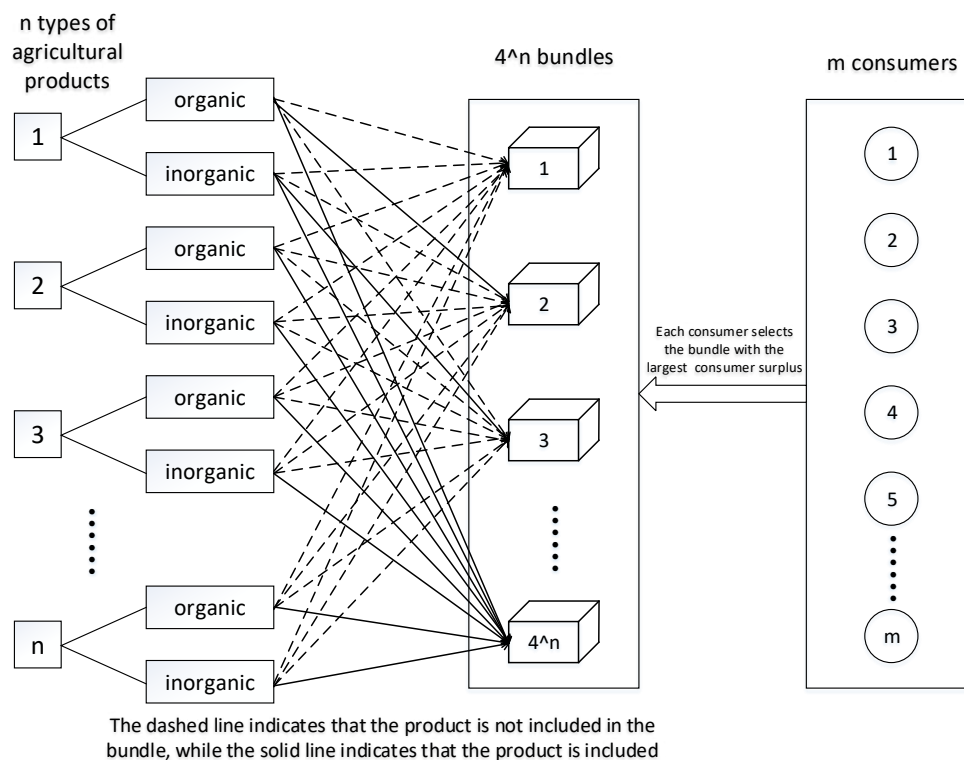 n types of
agricultural
products
4^n bundles
m consumers
1
organic
inorganic
2
organic
inorganic
3
organic
inorganic
n
organic
inorganic
1
2
3
4^n
Each consumer selects
the bundle with the
largest consumer surplus
1
2
3
4
5
m
The dashed line indicates that the product is not included in the
bundle, while the solid line indicates that the product is included